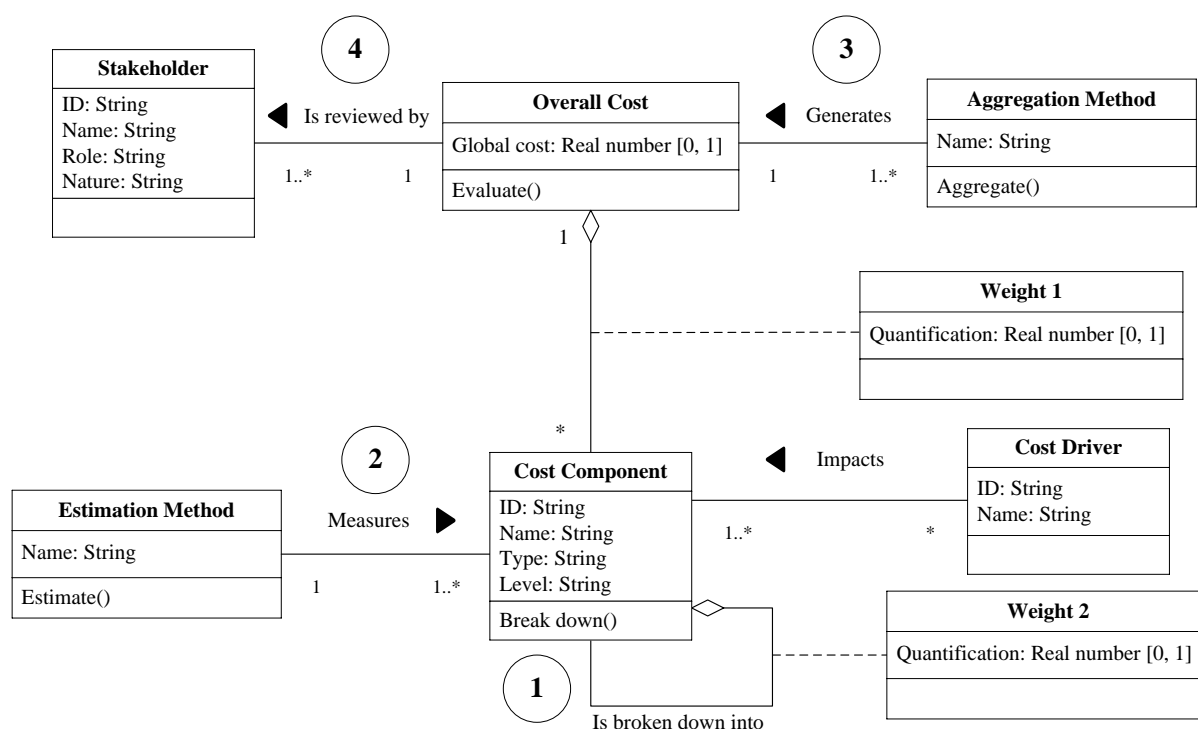 4
3
Stakeholder
ID: String
Name: String
Role: String
Nature: String
Is reviewed by
1..*
1
Overall Cost
Global cost: Real number [0, 1]
Evaluate()
1
Generates
1
1..*
Aggregation Method
Name: String
Aggregate()
Weight 1
Quantification: Real number [0, 1]
*
2
Measures
Estimation Method
Name: String
Estimate()
1
1..*
Cost Component
ID: String
Name: String
Type: String
Level: String
Break down()
Impacts
1..*
*
Cost Driver
ID: String
Name: String
Weight 2
Quantification: Real number [0, 1]
1
Is broken down into